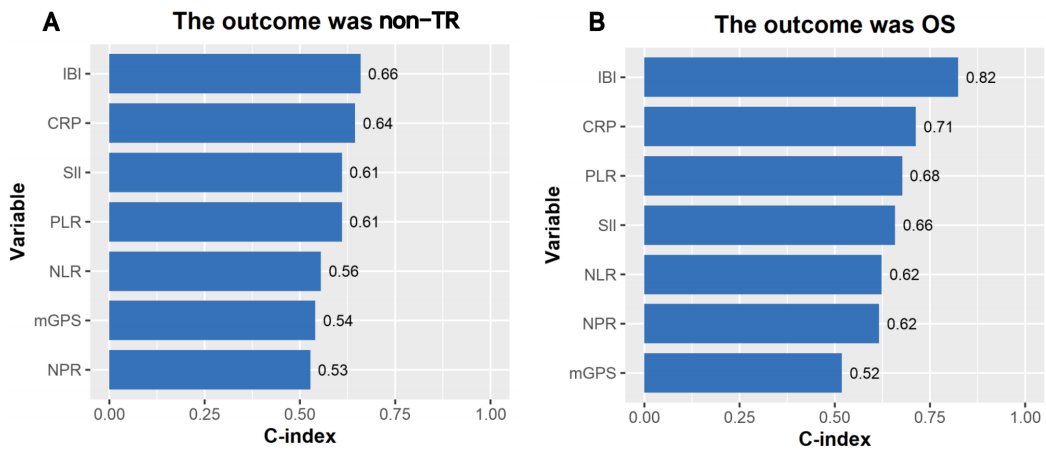 A
The outcome was non-TR
Variable
IBI
0.66
CRP
0.64
SII
0.61
PLR
0.61
NLR
0.56
mGPS
0.54
NPR
0.53
0.00 0.25 0.50 0.75 1.00
C-index
B
The outcome was OS
Variable
IBI
0.82
CRP
0.71
PLR
0.68
SII
0.66
NLR
0.62
NPR
0.62
mGPS
0.52
0.00 0.25 0.50 0.75 1.00
C-index